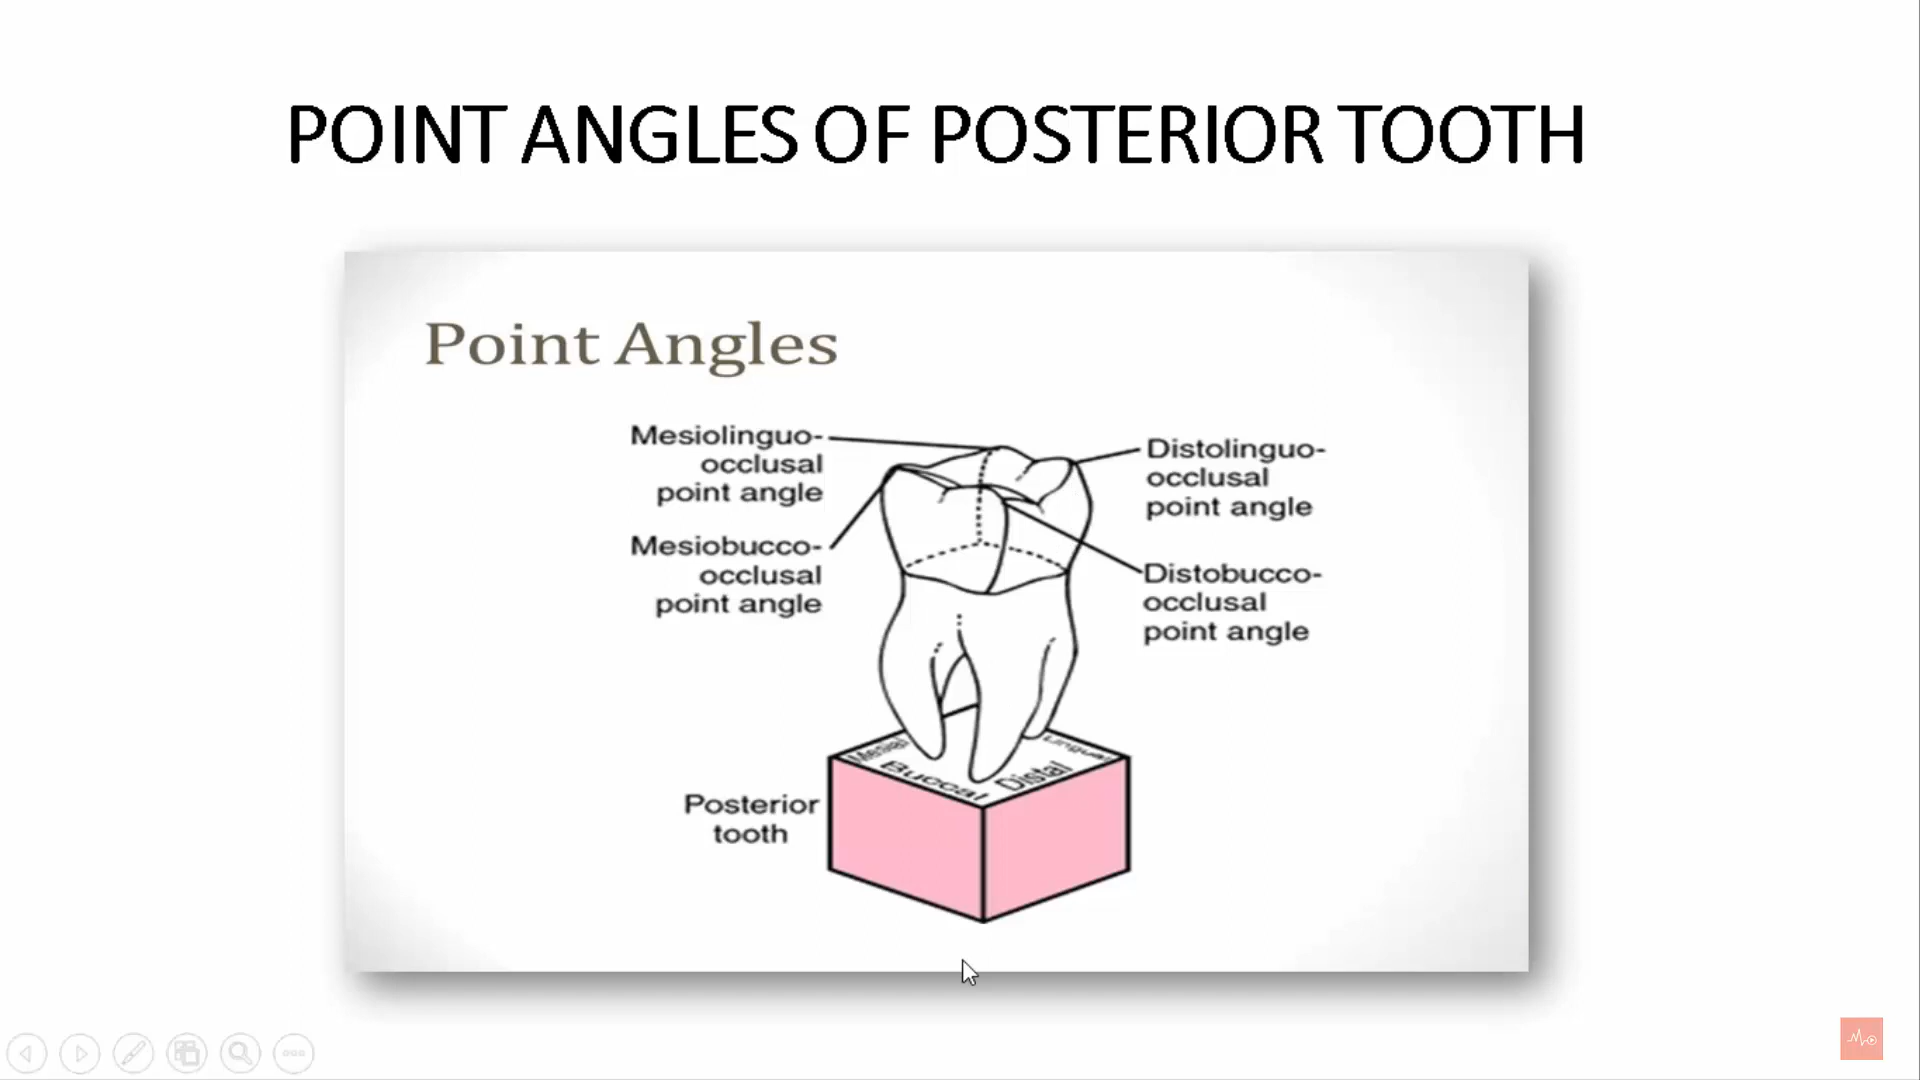 POINT ANGLES OF POSTERIOR TOOTH
Point Angles
Mesiolinguo-
occlusal
point angle
Distolinguo-
occlusal
point angle
Mesiobucco-
occlusal
point angle
Distobucco-
occlusal
point angle
Mesial
Lingual
Buccal
Distal
Posterior
tooth